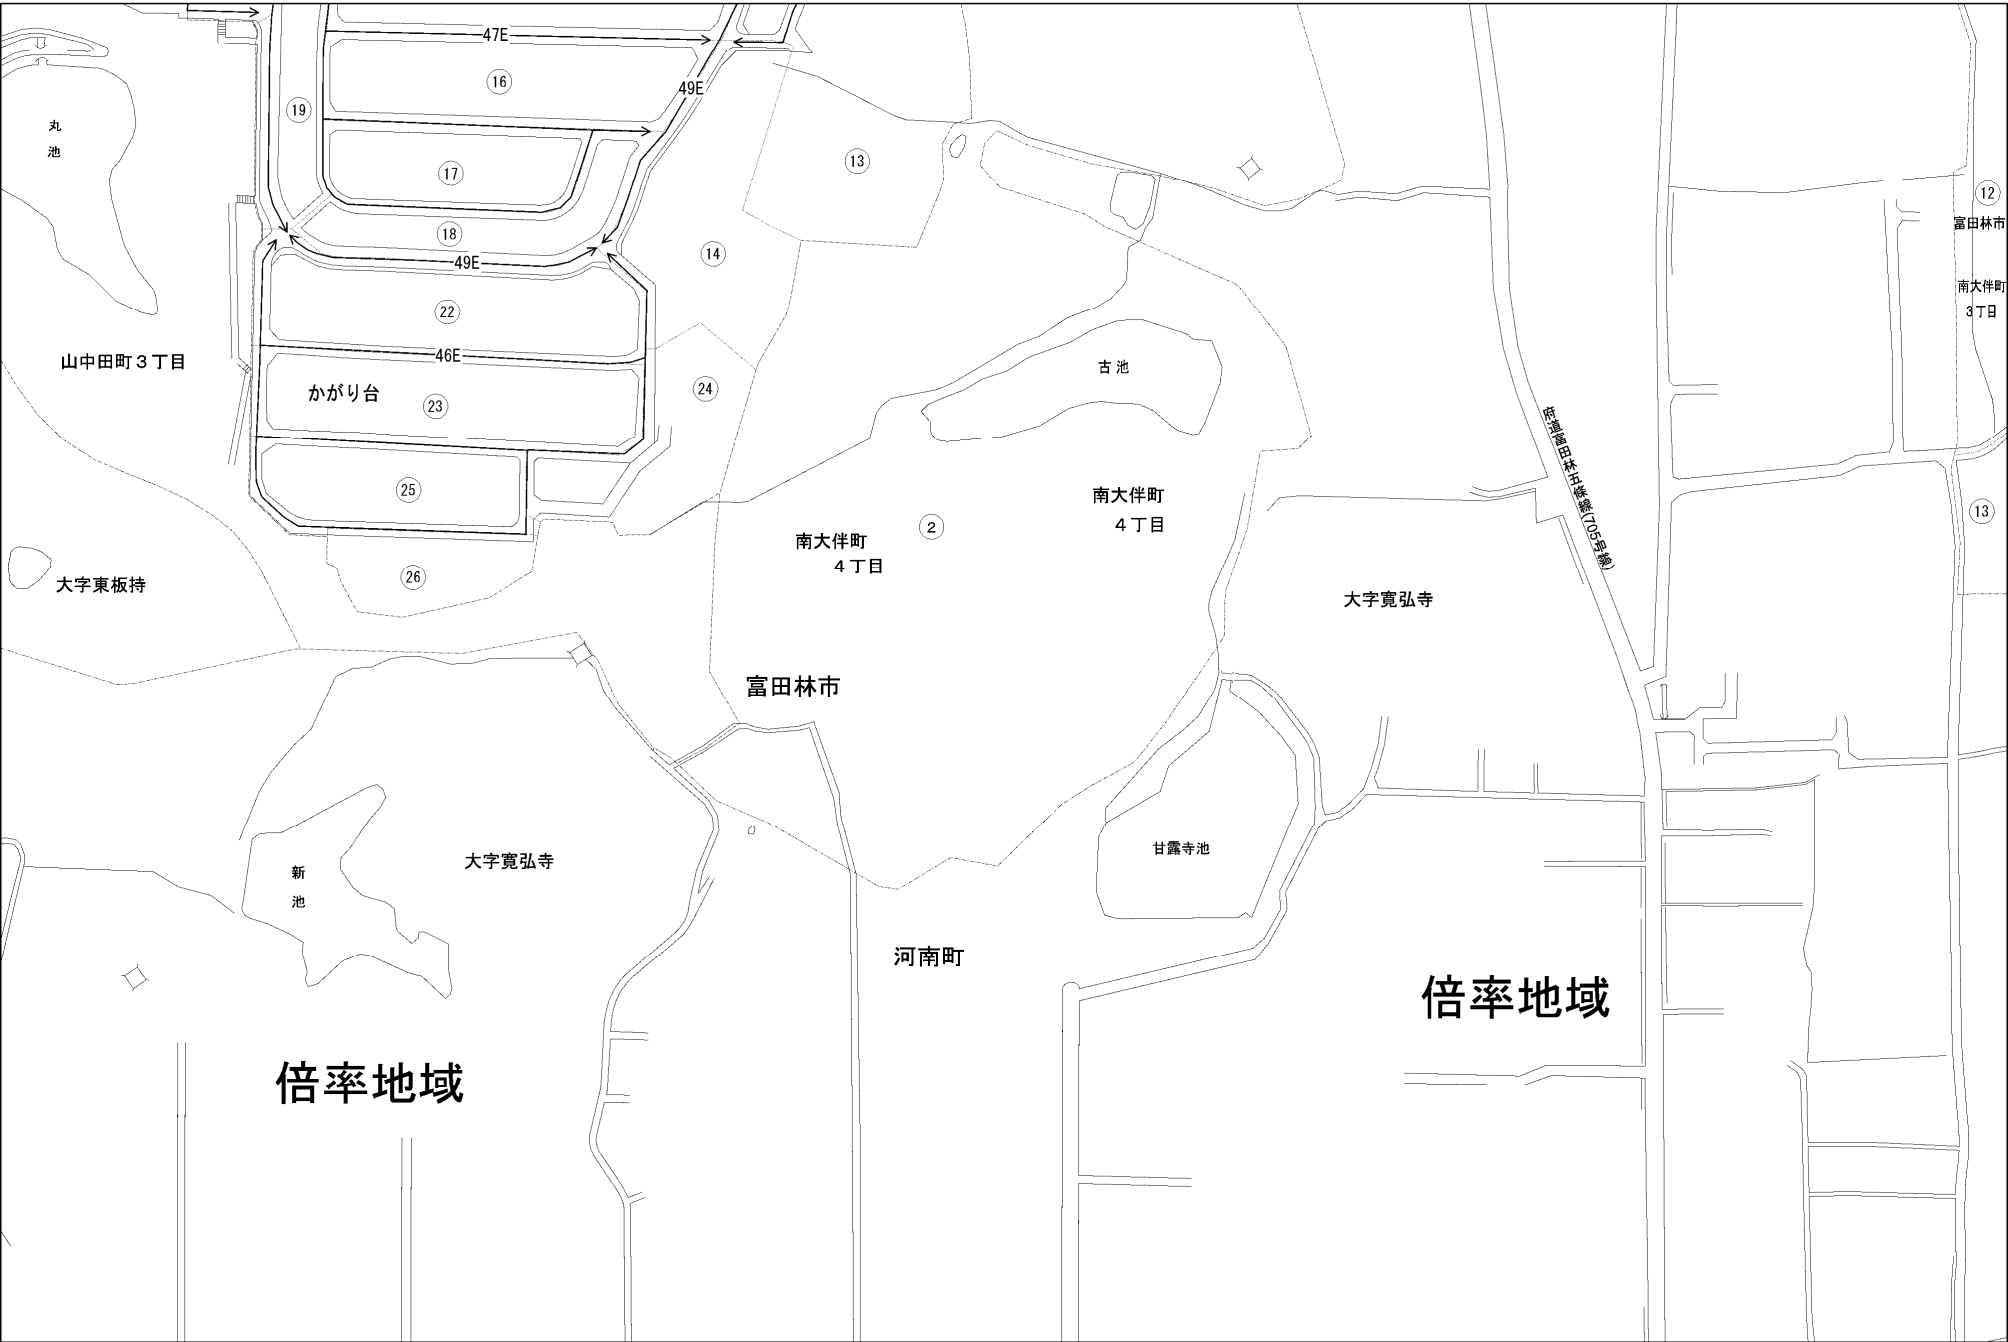 47E
16
49E
19
丸
池
17
13
12
富田林市
18
14
49E
南大伴町
3丁目
22
46E
山中田町3丁目
かがり台
23
24
古池
府道富田林五條線(705号線)
25
南大伴町
4丁目
2
13
南大伴町
4丁目
26
大字東板持
大字寛弘寺
富田林市
甘露寺池
大字寛弘寺
新
池
河南町
倍率地域
倍率地域